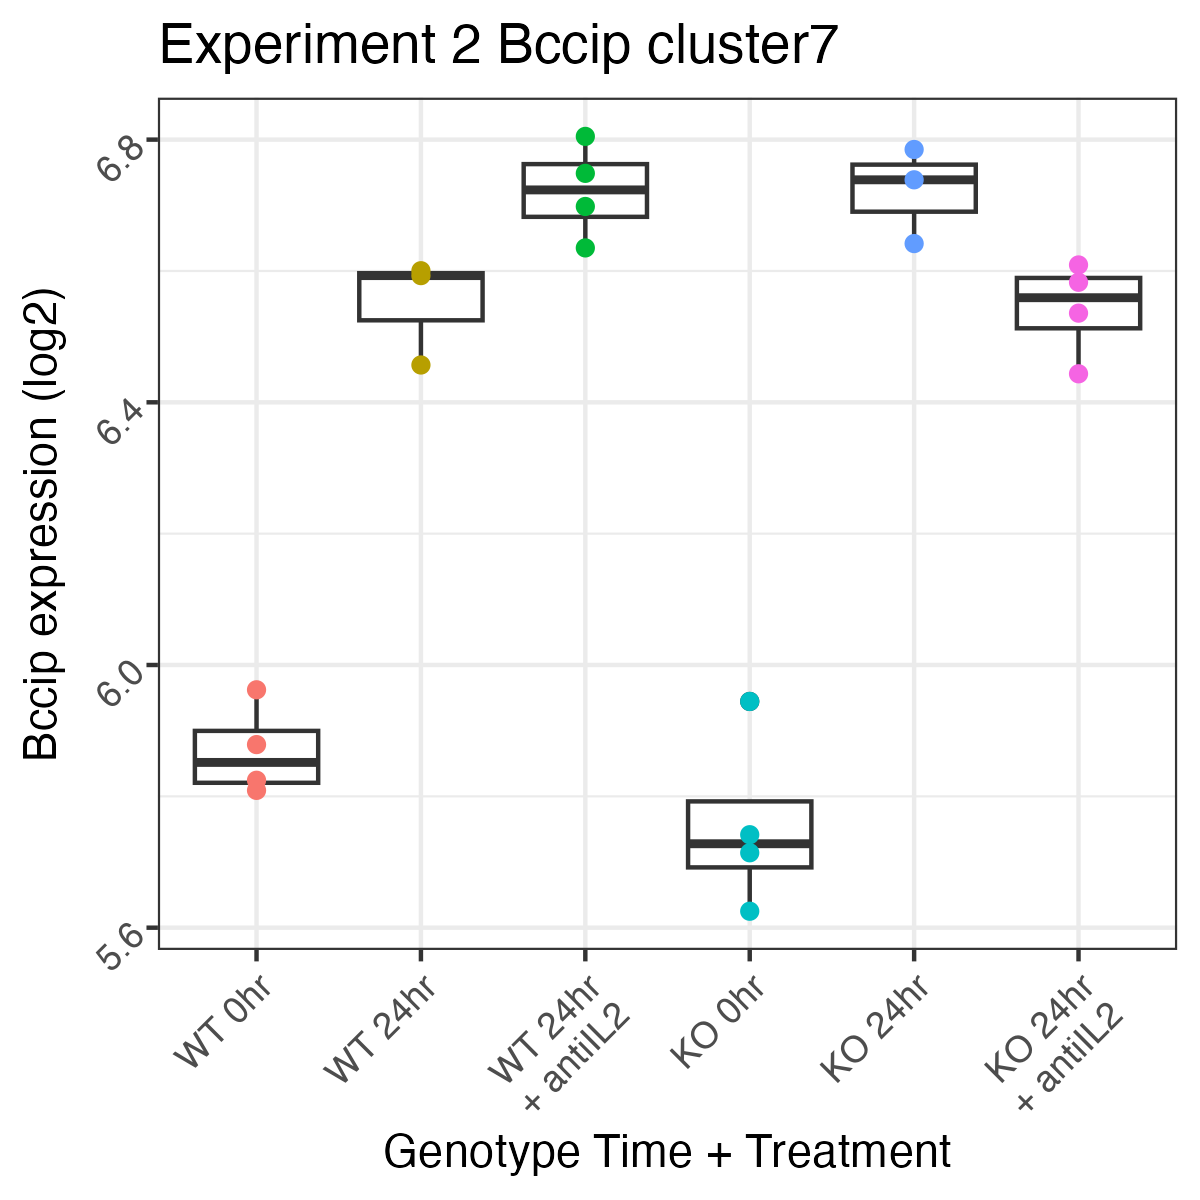 Experiment 2 Bccip cluster7
Bccip expression (log2)
6.8
6.4
6.0
5.6
WT 0hr
WT 24hr
WT 24hr
+ antiIL2
KO 0hr
KO 24hr
KO 24hr
+ antiIL2
Genotype Time + Treatment